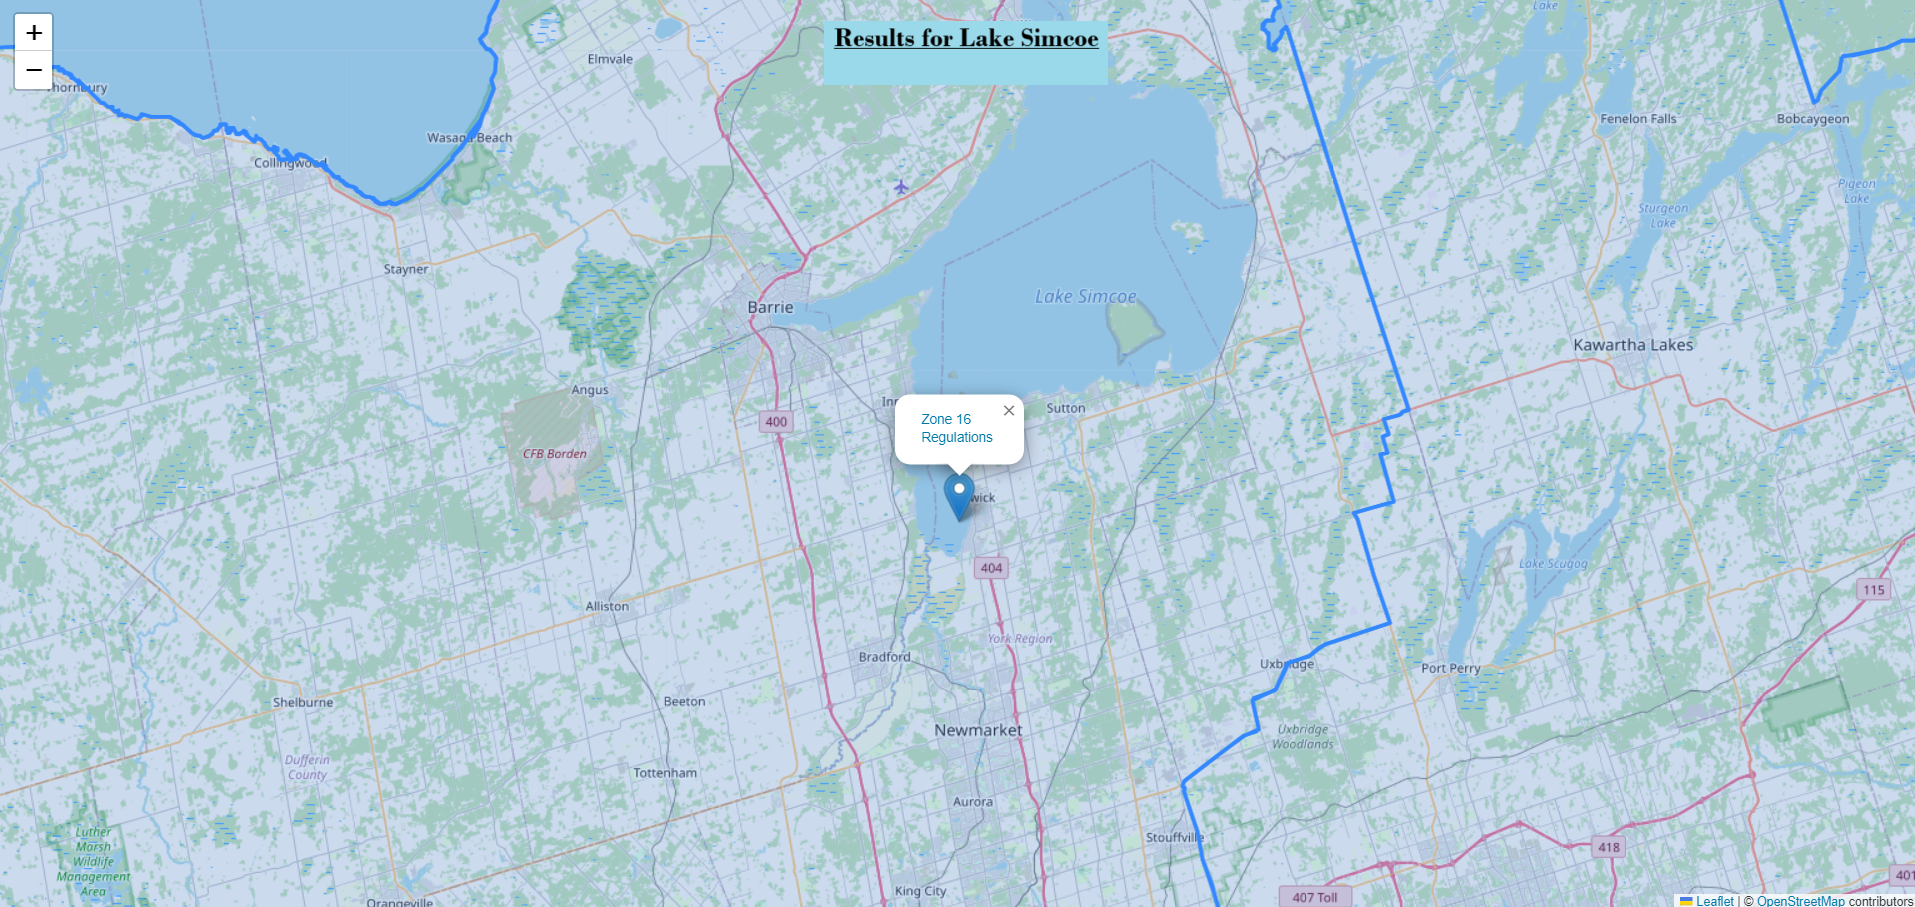 +
−
Results for Lake Simcoe
Lake
Elmvale
Thornbury
Wasaga Beach
Collingwood
Fenelon Falls
Bobcaygeon
Pigeon
Lake
Sturgeon
Lake
Stayner
Barrie
Lake Simcoe
Kawartha Lakes
Angus
400
Sutton
Zone 16
Regulations
×
CFB Borden
wick
404
Lake Scugog
115
Alliston
York Region
Bradford
Uxbridge
Port Perry
Shelburne
Beeton
Newmarket
Uxbridge
Woodlands
Dufferin
County
Tottenham
Aurora
Luther
Marsh
Wildlife
Management
Area
Stouffville
418
King City
407 Toll
401
Orangeville
Leaflet | © OpenStreetMap contributors